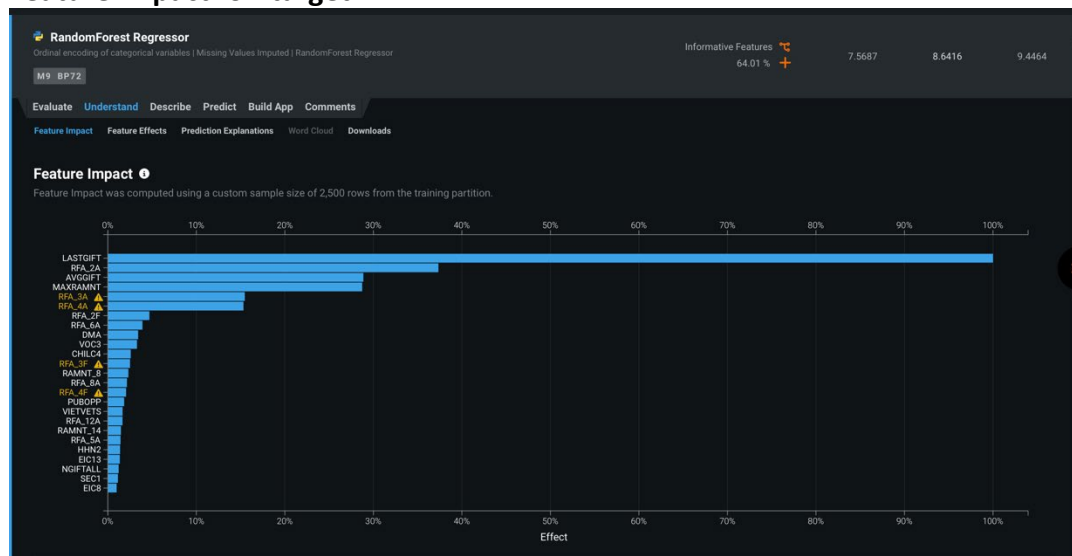 RandomForest Regressor
Ordinal encoding of categorical variables | Missing Values Imputed | RandomForest Regressor
M9 BP72
Informative Features
64.01 %
7.5687 8.6416 9.4464
Evaluate Understand Describe Predict Build App Comments
Feature Impact Feature Effects Prediction Explanations Word Cloud Downloads
Feature Impact
Feature Impact was computed using a custom sample size of 2,500 rows from the training partition.
0% 10% 20% 30% 40% 50% 60% 70% 80% 90% 100%
LASTGIFT
RFA_2A
AVGGIFT
MAXRAMNT
RFA_3A
RFA_4A
RFA_2F
RFA_6A
DMA
VOC3
CHILC4
RFA_3F
RAMNT_8
RFA_8A
RFA_4F
PUBOPP
VIETVETS
RFA_12A
RAMNT_14
RFA_5A
HHN2
EIC13
NGIFTALL
SEC1
EIC8
0% 10% 20% 30% 40% 50% 60% 70% 80% 90% 100%
Effect